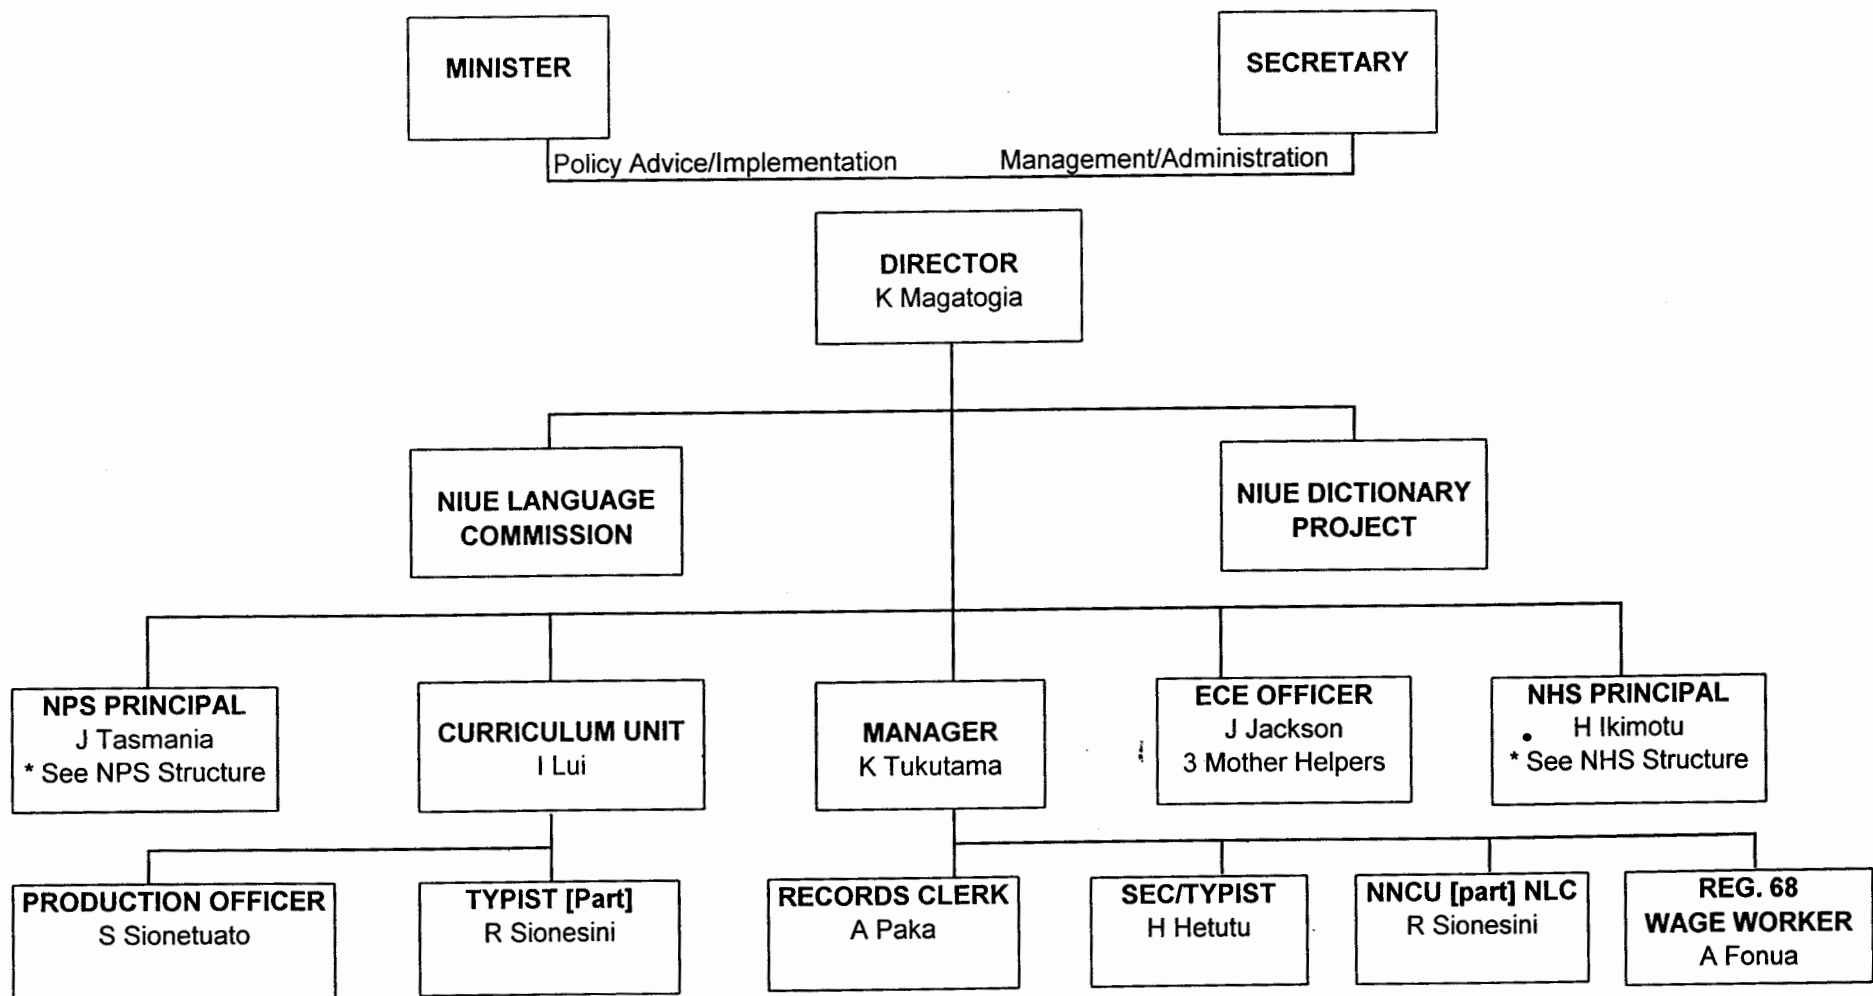 MINISTER
SECRETARY
Policy Advice/Implementation
Management/Administration
DIRECTOR
K Magatogia
NIUE LANGUAGE
COMMISSION
NIUE DICTIONARY
PROJECT
NPS PRINCIPAL
J Tasmania
* See NPS Structure
CURRICULUM UNIT
I Lui
MANAGER
K Tukutama
ECE OFFICER
J Jackson
3 Mother Helpers
NHS PRINCIPAL
H Ikimotu
* See NHS Structure
PRODUCTION OFFICER
S Sionetuato
TYPIST [Part]
R Sionesini
RECORDS CLERK
A Paka
SEC/TYPIST
H Hetutu
NNCU [part] NLC
R Sionesini
REG. 68
WAGE WORKER
A Fonua